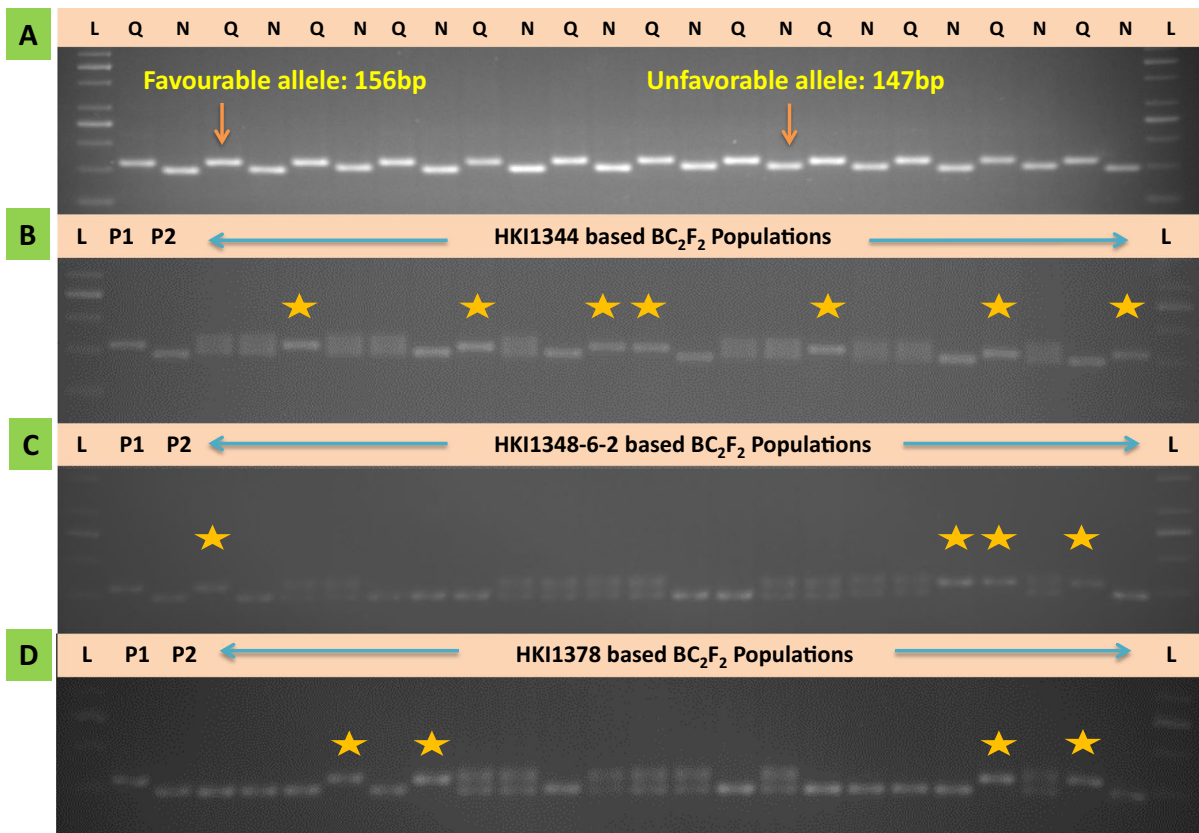 A
L Q N Q N Q N Q N Q N Q N Q N Q N Q N Q N Q N Q N L
Favourable allele: 156bp Unfavorable allele: 147bp
B
L P1 P2 HKI1344 based BC₂F₂ Populations L
C
L P1 P2 HKI1348-6-2 based BC₂F₂ Populations L
D
L P1 P2 HKI1378 based BC₂F₂ Populations L